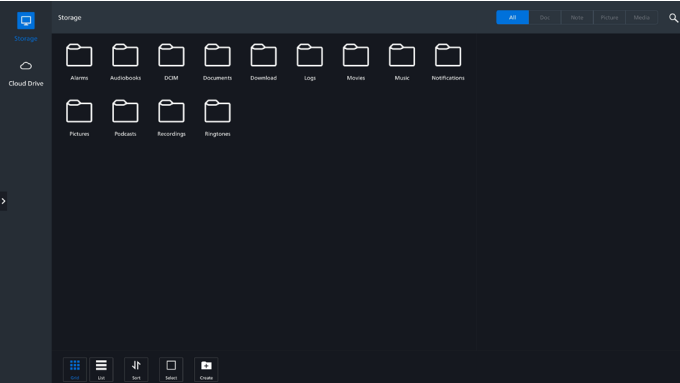 Storage
All Doc Note Picture Media
Storage
Cloud Drive
Alarms Audiobooks DCIM Documents Download Logs Movies Music Notifications
Pictures Podcasts Recordings Ringtones
Grid List Sort Select Create